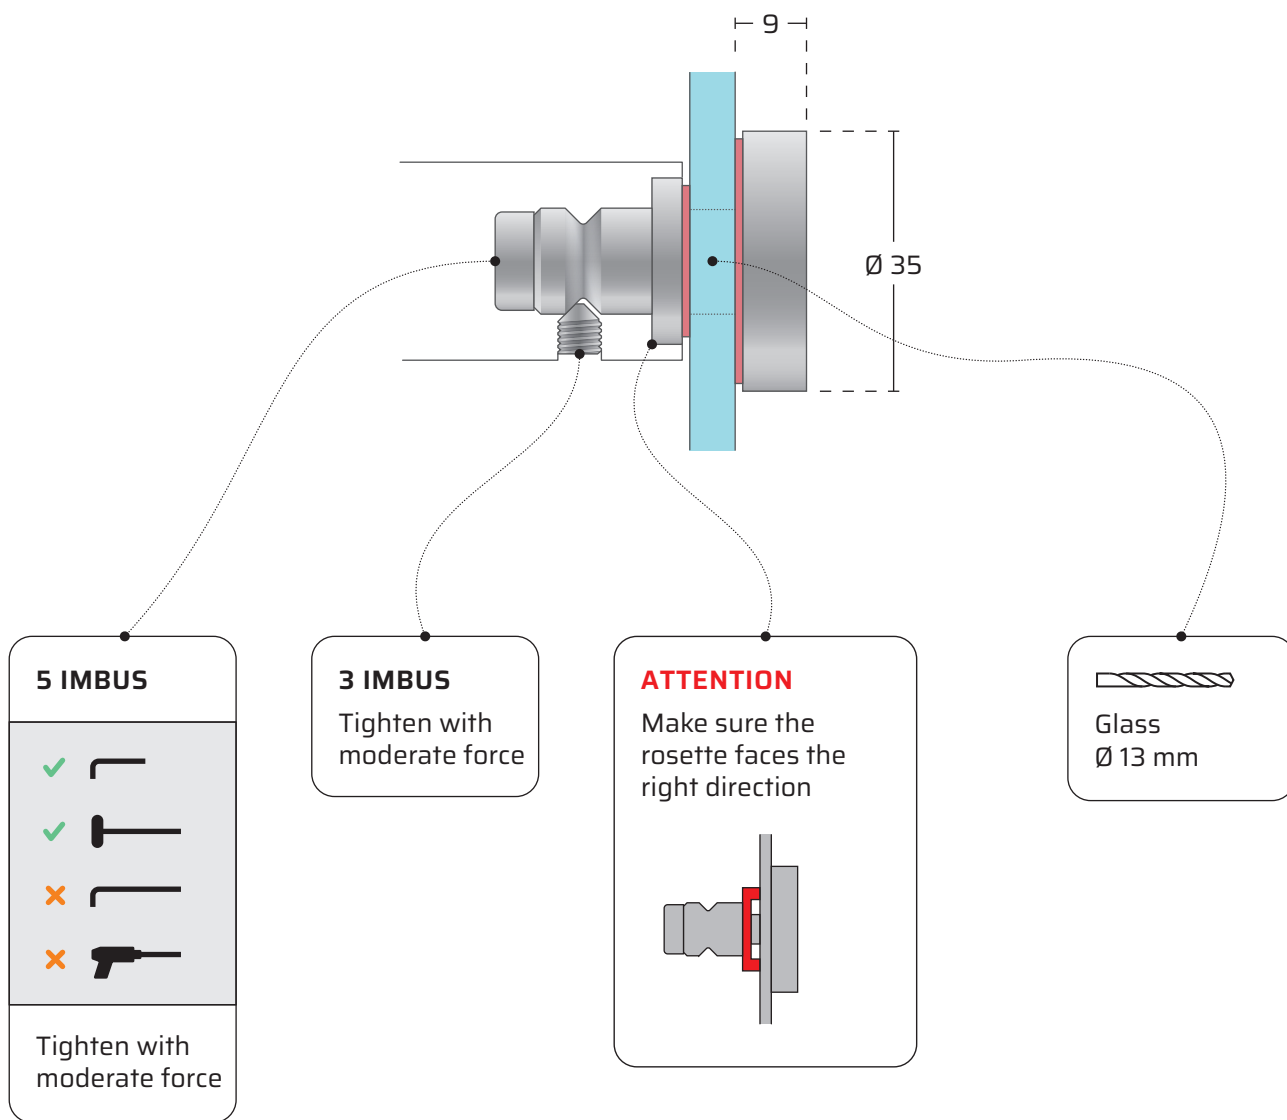 9
Ø 35
5 IMBUS
Tighten with
moderate force
3 IMBUS
Tighten with
moderate force
ATTENTION
Make sure the
rosette faces the
right direction
Glass
Ø 13 mm